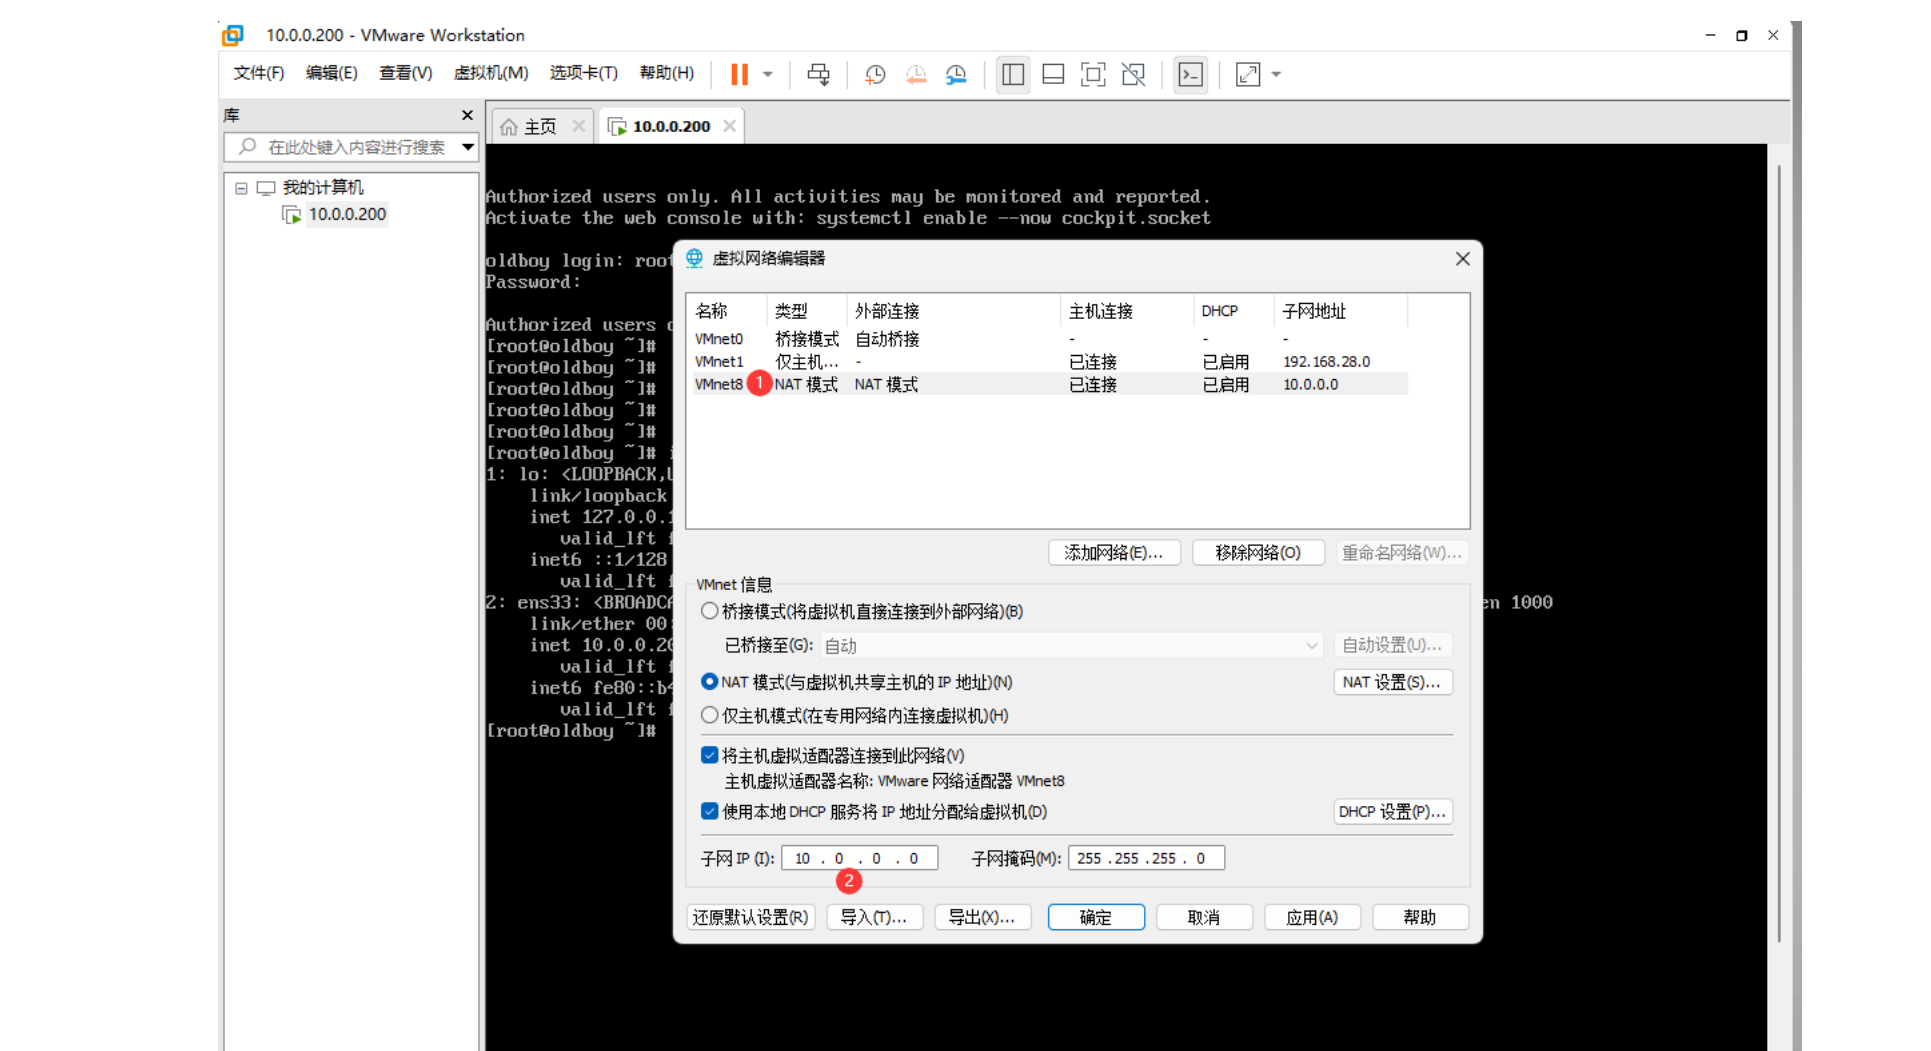 10.0.0.200 - VMware Workstation
文件(F) 编辑(E) 查看(V) 虚拟机(M) 选项卡(T) 帮助(H)
库
在此处键入内容进行搜索
我的计算机
10.0.0.200
主页 10.0.0.200
Authorized users only. All activities may be monitored and reported.
Activate the web console with: systemctl enable --now cockpit.socket
oldboy login: root
Password:
Authorized users
[root@oldboy ~]#
[root@oldboy ~]#
[root@oldboy ~]#
[root@oldboy ~]#
[root@oldboy ~]#
[root@oldboy ~]#
1: lo: <LOOPBACK,
link/loopback
inet 127.0.0.1
valid_lft
inet6 ::1/128
valid_lft
2: ens33: <BROADCA
en 1000
link/ether 00:
inet 10.0.0.20
valid_lft
inet6 fe80::b4
valid_lft
[root@oldboy ~]#
虚拟网络编辑器
名称 类型 外部连接 主机连接 DHCP 子网地址
VMnet0 桥接模式 自动桥接 - - -
VMnet1 仅主机... - 已连接 已启用 192.168.28.0
VMnet8 1 NAT 模式 NAT 模式 已连接 已启用 10.0.0.0
添加网络(E)... 移除网络(O) 重命名网络(W)...
VMnet 信息
桥接模式(将虚拟机直接连接到外部网络)(B)
已桥接至(G): 自动 自动设置(U)...
NAT 模式(与虚拟机共享主机的 IP 地址)(N) NAT 设置(S)...
仅主机模式(在专用网络内连接虚拟机)(H)
将主机虚拟适配器连接到此网络(V)
主机虚拟适配器名称: VMware 网络适配器 VMnet8
使用本地 DHCP 服务将 IP 地址分配给虚拟机(D) DHCP 设置(P)...
子网 IP (I): 10 . 0 . 0 . 0 子网掩码(M): 255 .255 .255 . 0
2
还原默认设置(R) 导入(T)... 导出(X)... 确定 取消 应用(A) 帮助